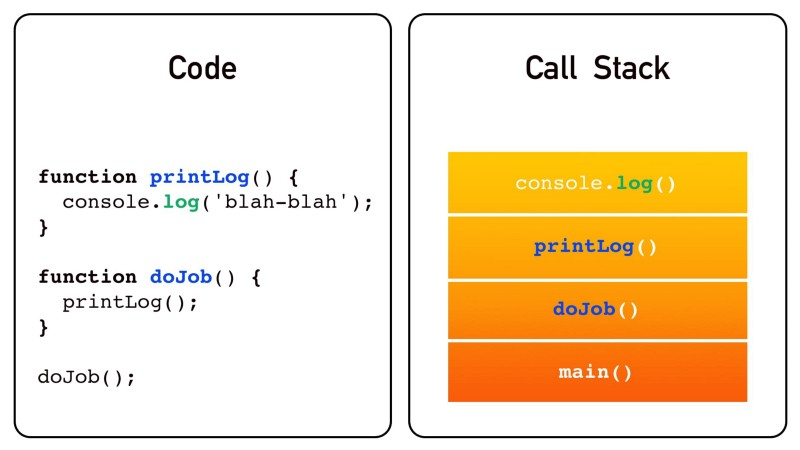 Code
function printLog() {
  console.log('blah-blah');
}
function doJob() {
  printLog();
}
doJob();
Call Stack
console.log()
printLog()
doJob()
main()